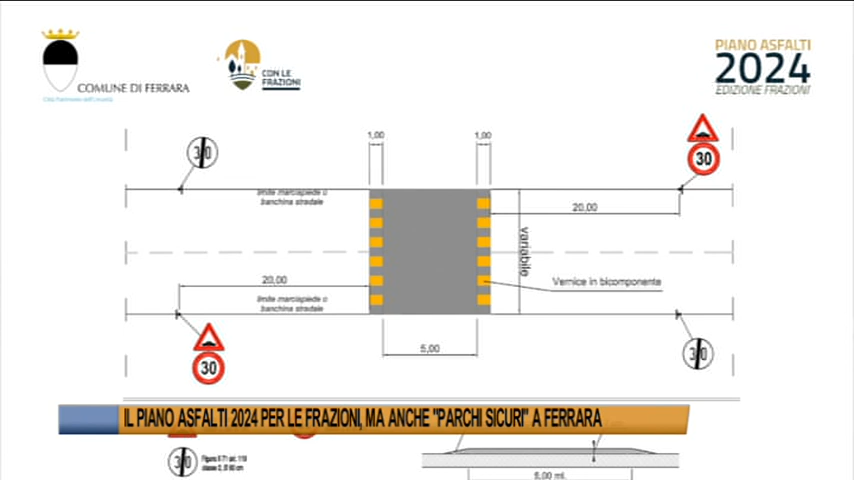 COMUNE DI FERRARA
CON LE
FRAZIONI
PIANO ASFALTI
2024
EDIZIONE FRAZIONI
1,00
1,00
30
30
limite marciapiede o
banchina stradale
20,00
variabile
20,00
Vernice in bicomponente
limite marciapiede o
banchina stradale
5,00
30
30
IL PIANO ASFALTI 2024 PER LE FRAZIONI, MA ANCHE "PARCHI SICURI" A FERRARA
30
5,00 ml.